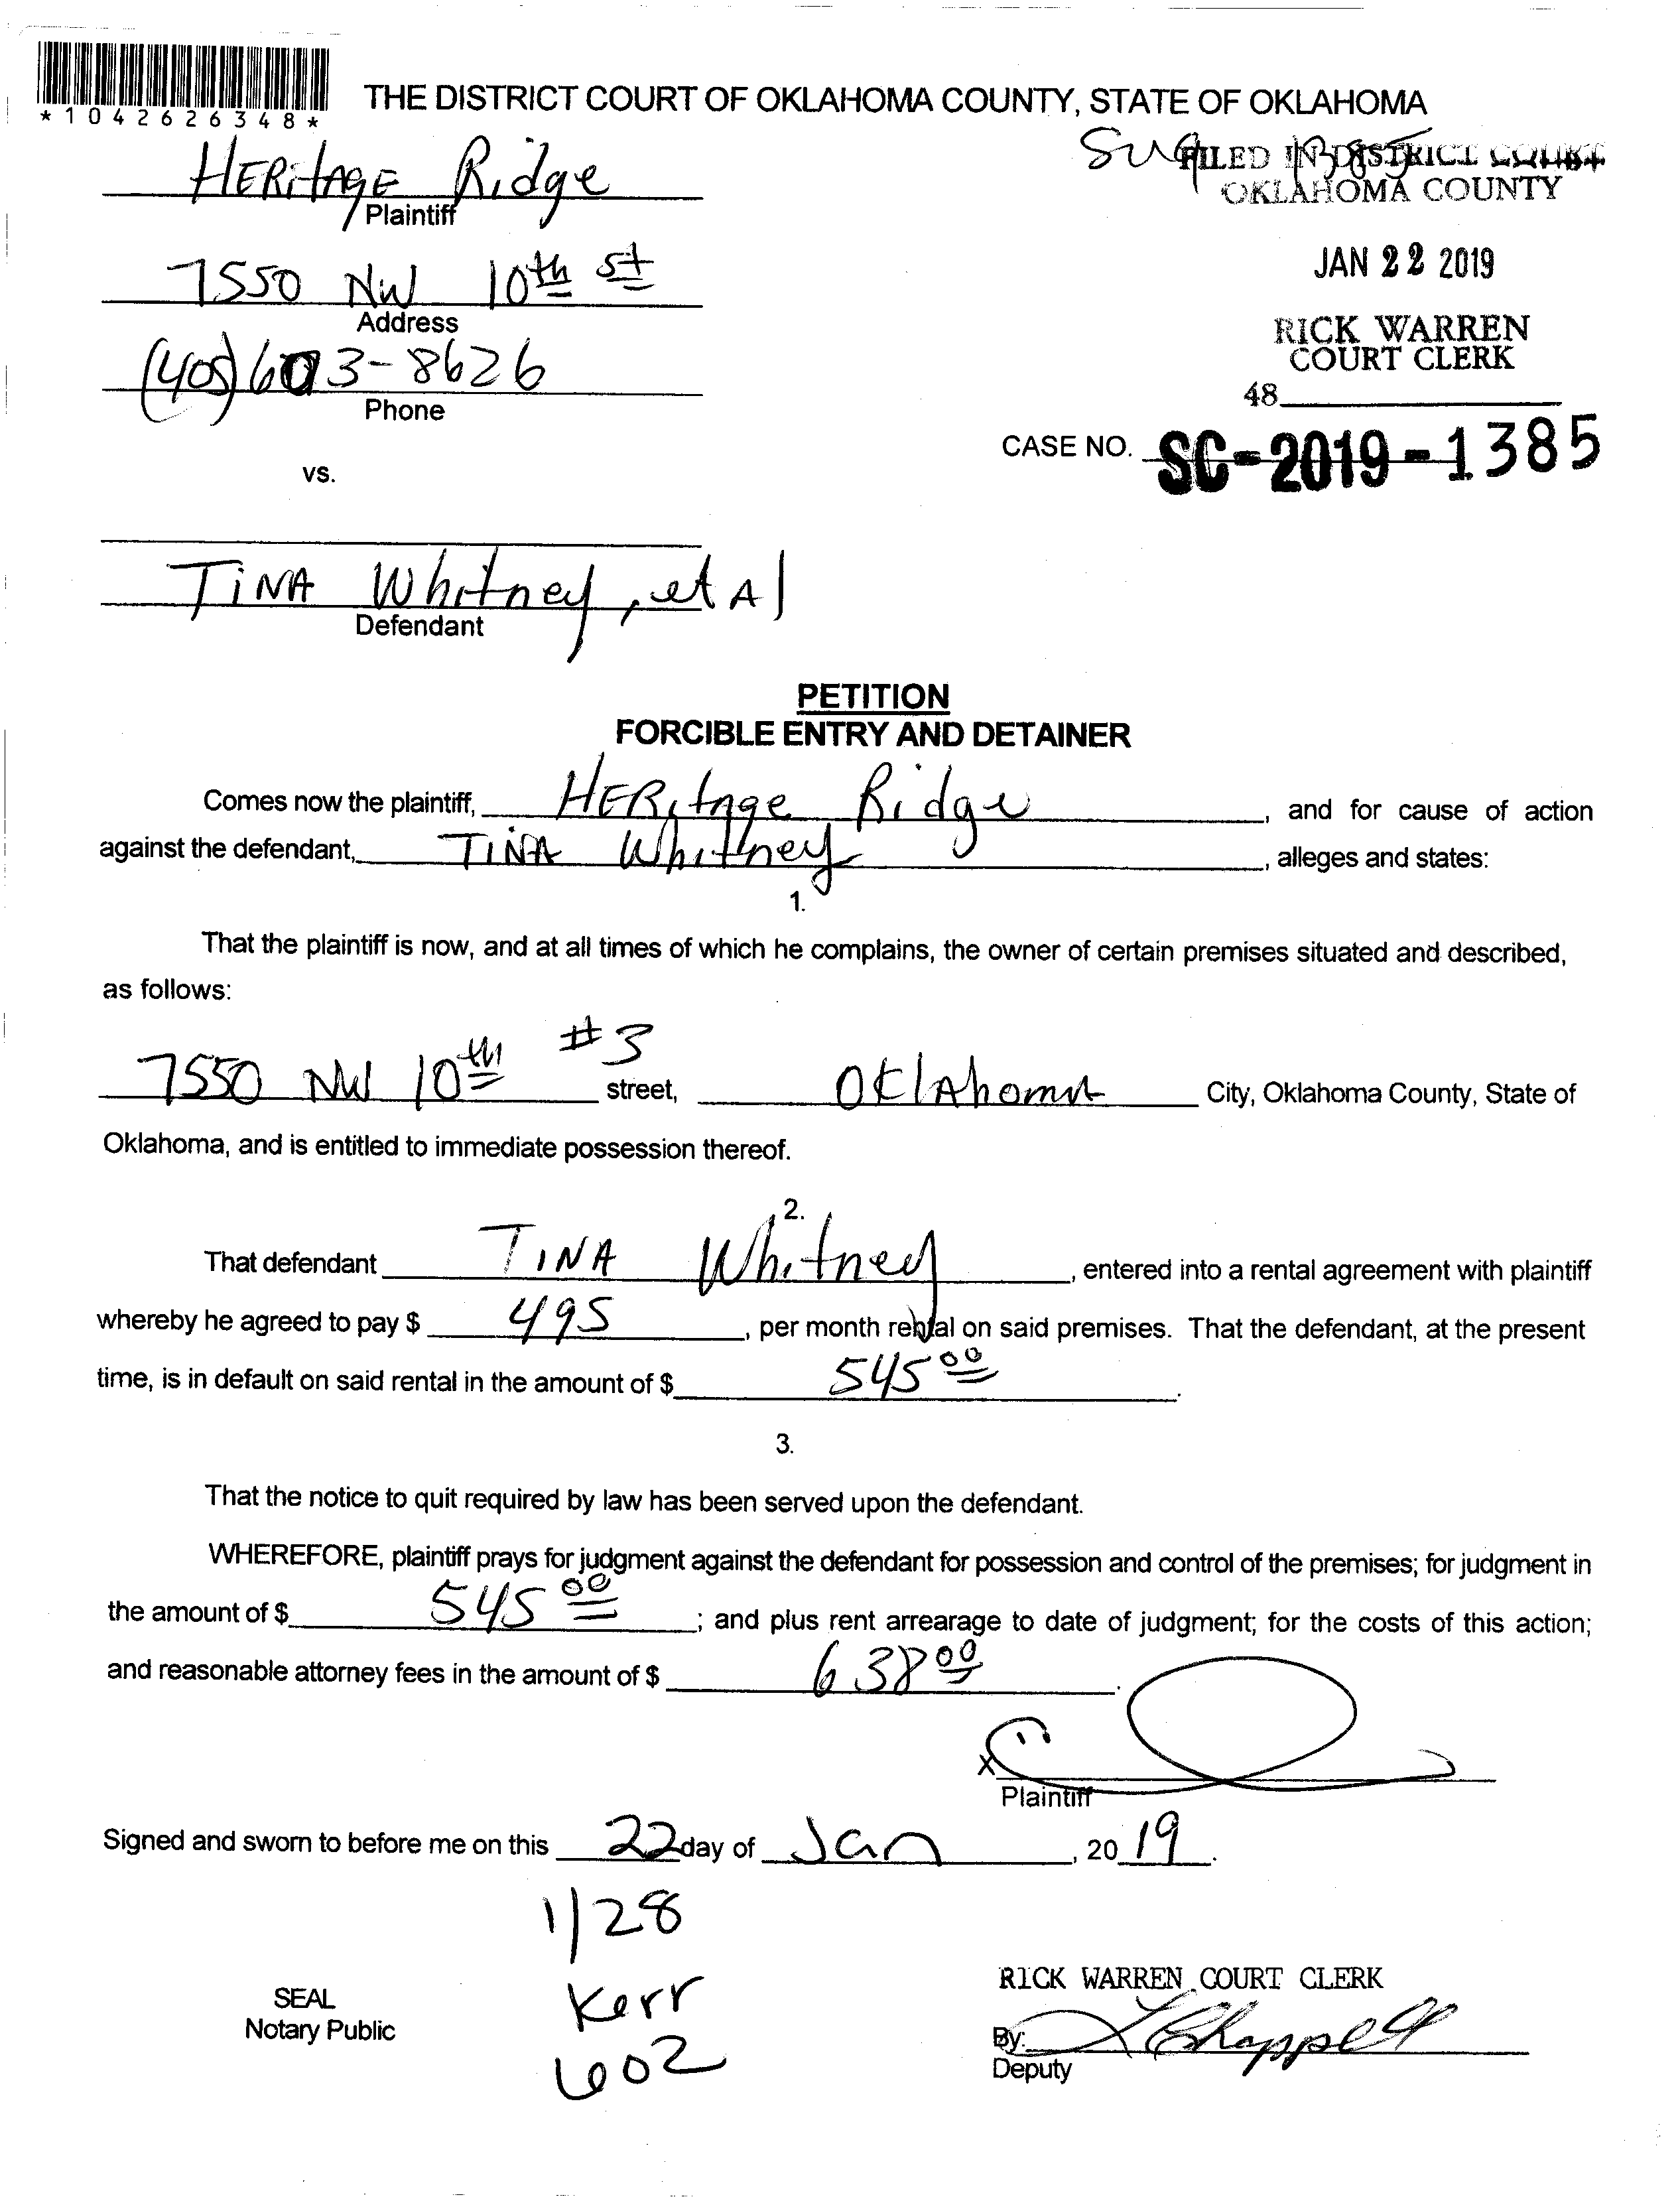 *1042626348*
THE DISTRICT COURT OF OKLAHOMA COUNTY, STATE OF OKLAHOMA
HERitAGE Ridge
Plaintiff
FILED IN DISTRICT COURT
OKLAHOMA COUNTY
7550 NW 10th St
Address
JAN 22 2019
(405) 603-8626
Phone
RICK WARREN
COURT CLERK
48
CASE NO. SC-2019-1385
vs.
TiNA Whitney, et Al
Defendant
PETITION
FORCIBLE ENTRY AND DETAINER
Comes now the plaintiff, HERitage Ridge, and for cause of action
against the defendant, TiNA Whitney, alleges and states:
1.
That the plaintiff is now, and at all times of which he complains, the owner of certain premises situated and described,
as follows:
7550 NW 10th #3 street, OklAhomA City, Oklahoma County, State of
Oklahoma, and is entitled to immediate possession thereof.
2.
That defendant TiNA Whitney, entered into a rental agreement with plaintiff
whereby he agreed to pay $ 495, per month rental on said premises. That the defendant, at the present
time, is in default on said rental in the amount of $ 545 00.
3.
That the notice to quit required by law has been served upon the defendant.
WHEREFORE, plaintiff prays for judgment against the defendant for possession and control of the premises; for judgment in
the amount of $ 545 00; and plus rent arrearage to date of judgment; for the costs of this action;
and reasonable attorney fees in the amount of $ 638 00.
X
Plaintiff
Signed and sworn to before me on this 22 day of Jan, 2019.
1/28
Kerr
602
SEAL
Notary Public
RICK WARREN COURT CLERK
By: Chappell
Deputy